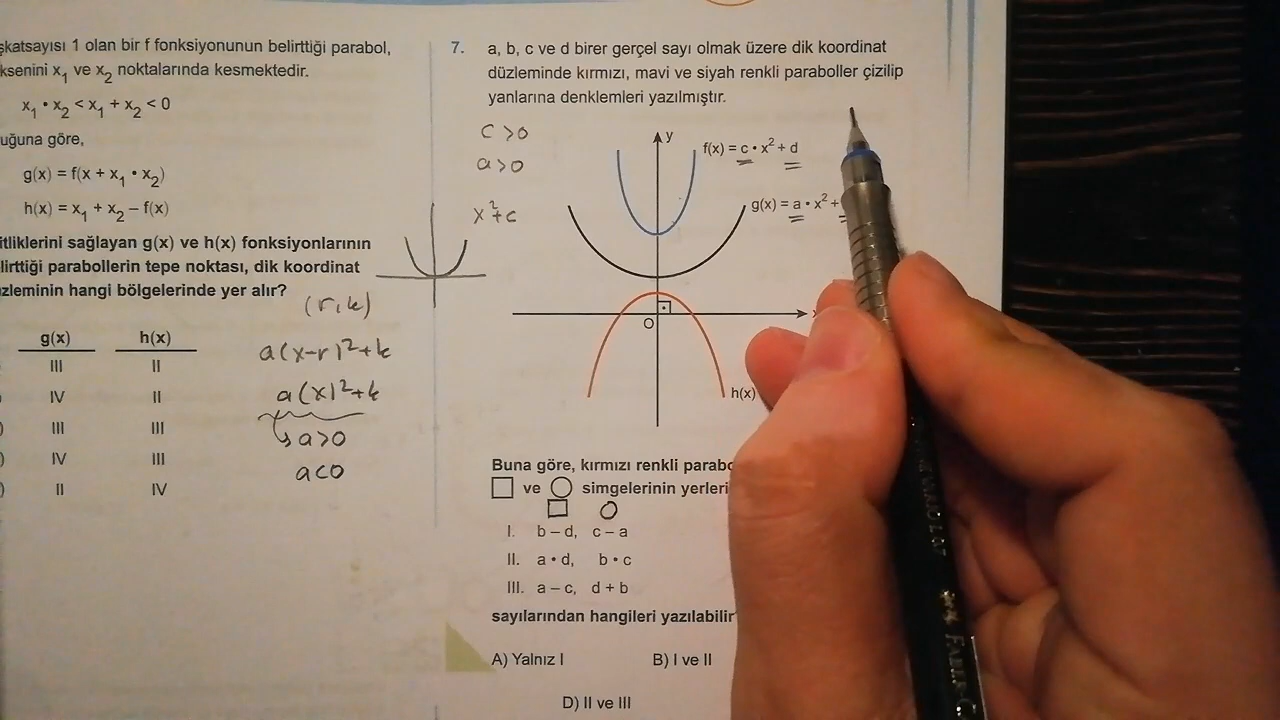 şkatsayısı 1 olan bir f fonksiyonunun belirttiği parabol,
ksenini x₁ ve x₂ noktalarında kesmektedir.
x₁ • x₂ < x₁ + x₂ < 0
uğuna göre,
g(x) = f(x + x₁ • x₂)
h(x) = x₁ + x₂ – f(x)
itliklerini sağlayan g(x) ve h(x) fonksiyonlarının
lirttiği parabollerin tepe noktası, dik koordinat
zleminin hangi bölgelerinde yer alır?
g(x) h(x)
III II
IV II
) III III
) IV III
) II IV
(r,k)
a(x-r)²+k
a(x)²+k
a>0
a<0
7. a, b, c ve d birer gerçel sayı olmak üzere dik koordinat
düzleminde kırmızı, mavi ve siyah renkli paraboller çizilip
yanlarına denklemleri yazılmıştır.
c>0
a>0
x²+c
y
f(x) = c • x² + d
g(x) = a • x² +
O
x
h(x)
Buna göre, kırmızı renkli parab
□ ve ○ simgelerinin yerleri
□ ○
I. b – d, c – a
II. a • d, b • c
III. a – c, d + b
sayılarından hangileri yazılabilir
A) Yalnız I B) I ve II
D) II ve III
FABER-C